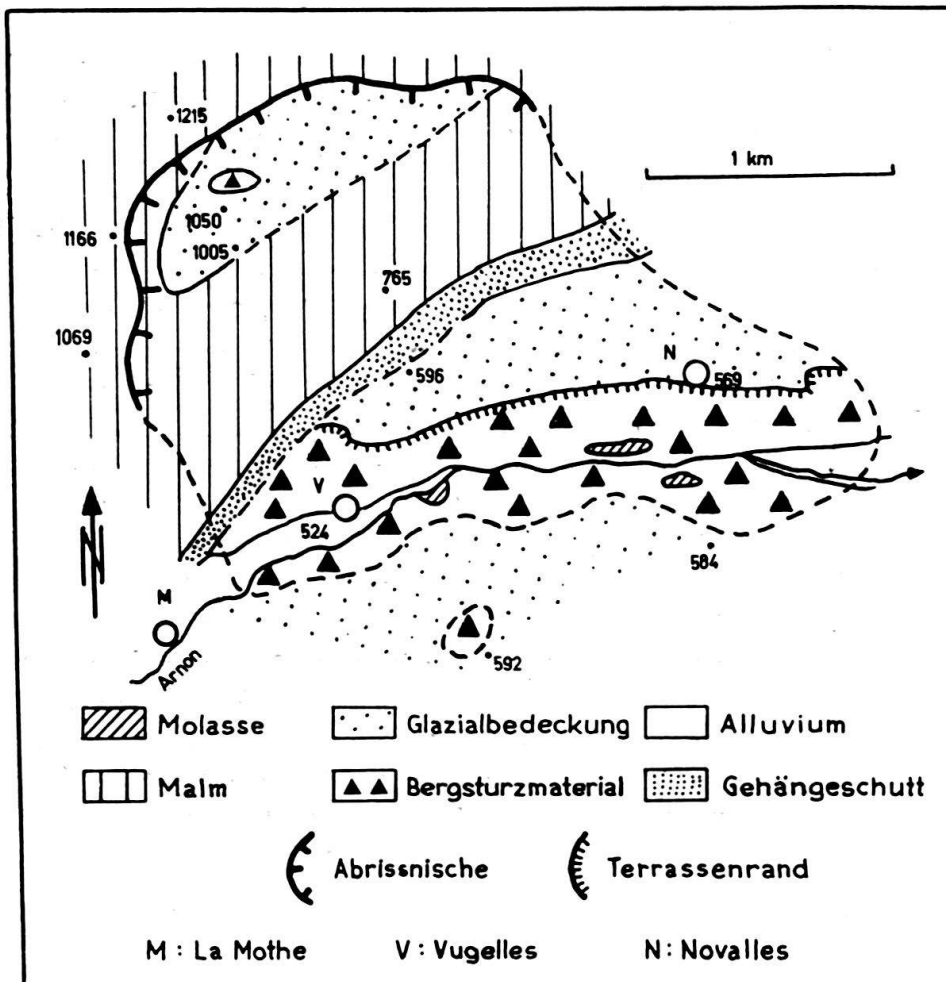 1215
1 km
1050
1166
1005
765
1069
N
596
569
V
524
584
N
M
592
Arnon
Molasse
Glazialbedeckung
Alluvium
Malm
Bergsturzmaterial
Gehängeschutt
Abrissnische
Terrassenrand
M : La Mothe
V : Vugelles
N : Novalles